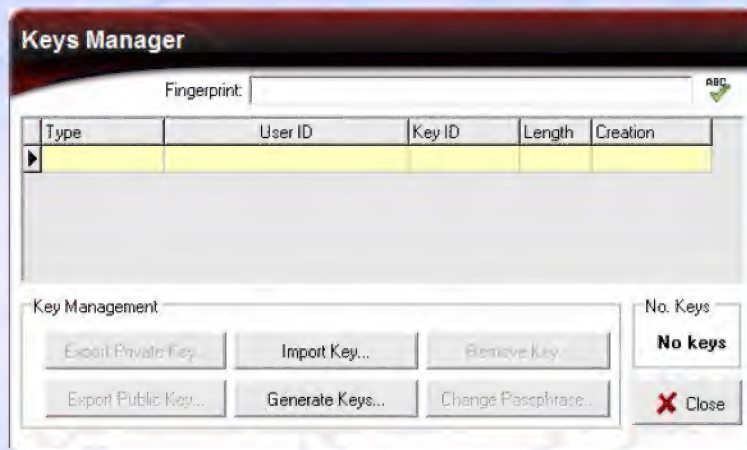 Keys Manager
Fingerprint:
ABC
Type User ID Key ID Length Creation
Key Management
No. Keys
Export Private Key... Import Key... Remove Key...
No keys
Export Public Key... Generate Keys... Change Passphrase...
Close